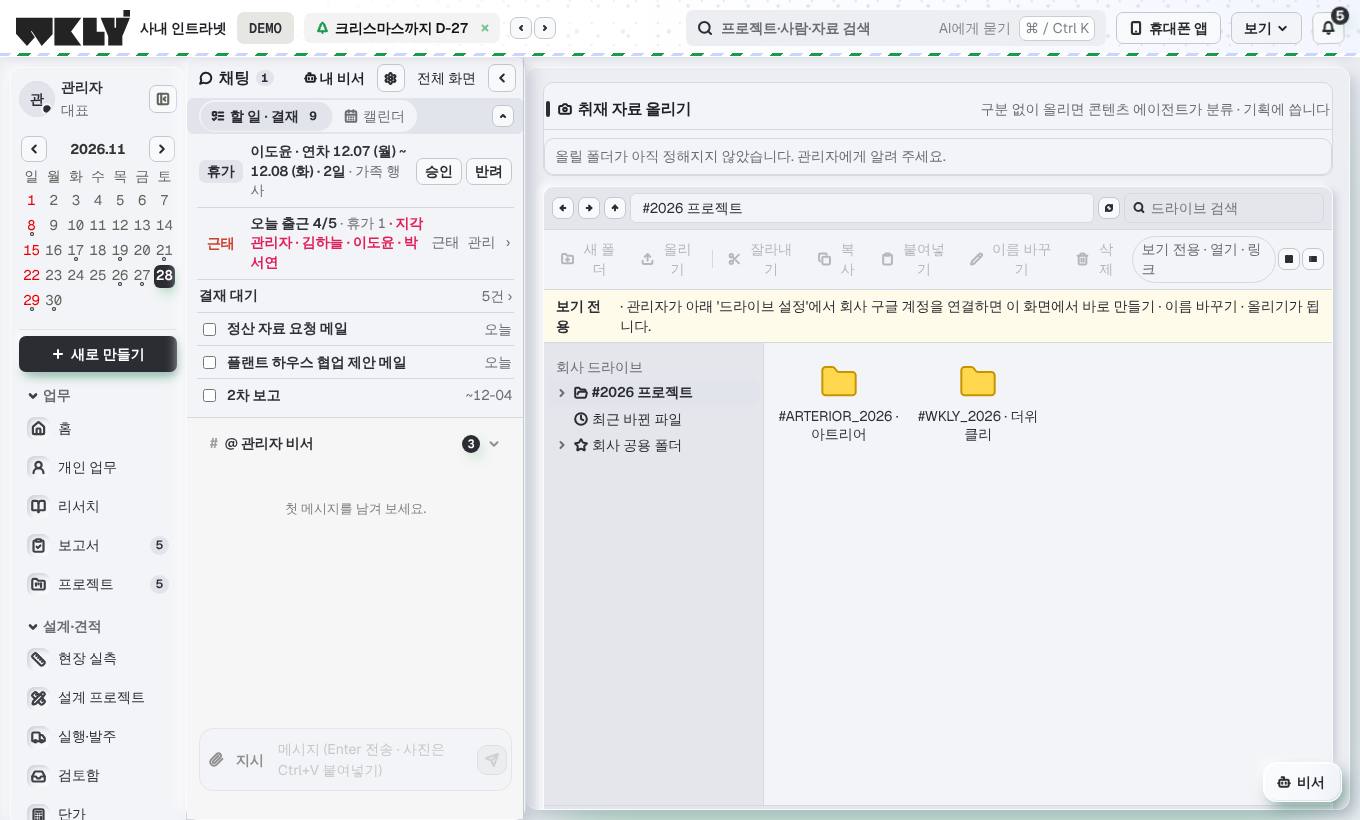 WKLY 사내 인트라넷 DEMO 크리스마스까지 D-27 × 프로젝트·사람·자료 검색 AI에게 묻기 ⌘ / Ctrl K 휴대폰 앱 보기 5
관 관리자
대표
2026.11
일 월 화 수 목 금 토
1 2 3 4 5 6 7
8 9 10 11 12 13 14
15 16 17 18 19 20 21
22 23 24 25 26 27 28
29 30
+ 새로 만들기
업무
홈
개인 업무
리서치
보고서 5
프로젝트 5
설계·견적
현장 실측
설계 프로젝트
실행·발주
검토함
단가
채팅 1 내 비서 전체 화면
할 일·결재 9 캘린더
휴가 이도윤 · 연차 12.07 (월) ~
12.08 (화) · 2일 · 가족 행
사
승인 반려
근태 오늘 출근 4/5 · 휴가 1 · 지각
관리자 · 김하늘 · 이도윤 · 박
서연
근태 관리 ›
결재 대기 5건 ›
정산 자료 요청 메일 오늘
플랜트 하우스 협업 제안 메일 오늘
2차 보고 ~12-04
# @ 관리자 비서 3
첫 메시지를 남겨 보세요.
지시 메시지 (Enter 전송 · 사진은
Ctrl+V 붙여넣기)
취재 자료 올리기 구분 없이 올리면 콘텐츠 에이전트가 분류 · 기획에 씁니다
올릴 폴더가 아직 정해지지 않았습니다. 관리자에게 알려 주세요.
#2026 프로젝트 드라이브 검색
새 폴
더
올리
기
잘라내
기
복
사
붙여넣
기
이름 바꾸
기
삭
제
보기 전용 · 열기 · 링
크
보기 전
용
· 관리자가 아래 '드라이브 설정'에서 회사 구글 계정을 연결하면 이 화면에서 바로 만들기 · 이름 바꾸기 · 올리기가 됩
니다.
회사 드라이브
#2026 프로젝트
최근 바뀐 파일
회사 공용 폴더
#ARTERIOR_2026 ·
아트리어
#WKLY_2026 · 더위
클리
비서